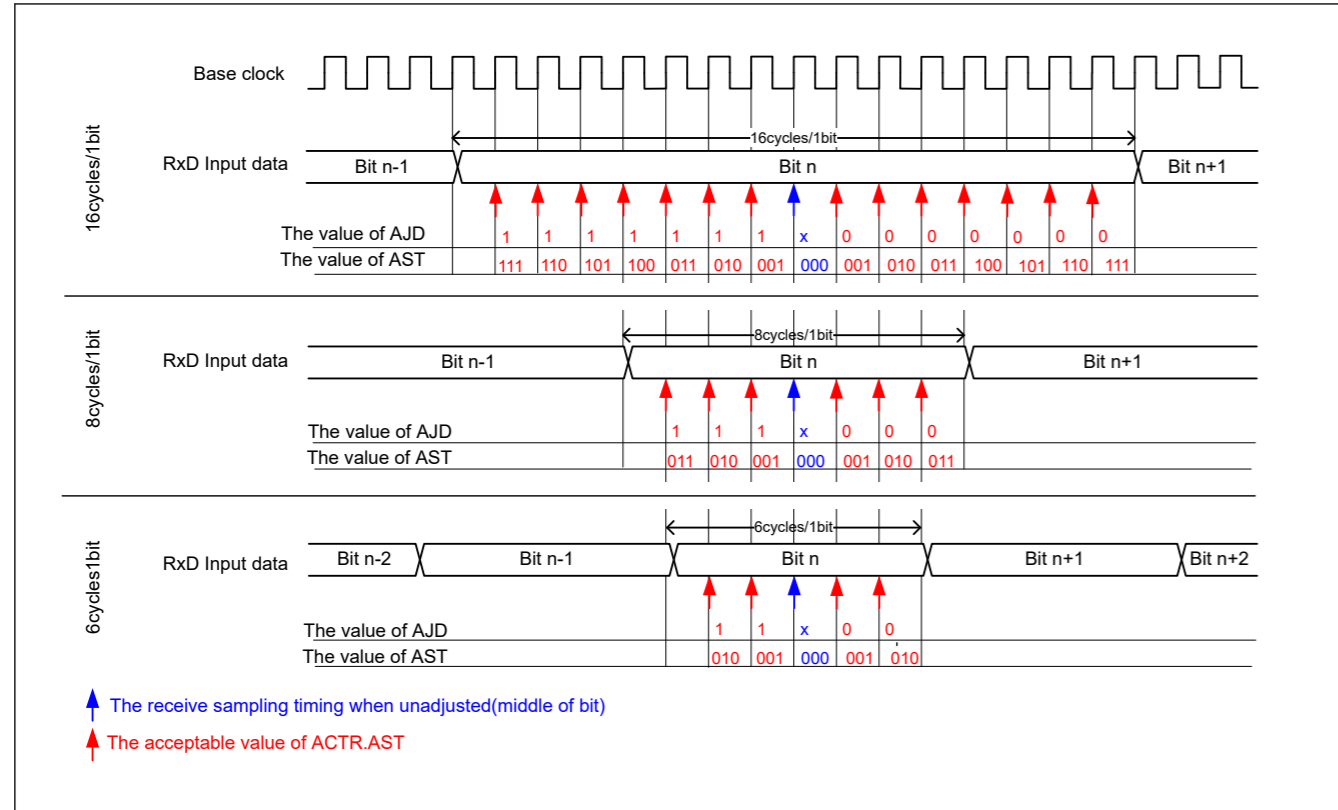 Base clock
16cycles/1bit
16cycles/1bit
RxD Input data Bit n-1 Bit n Bit n+1
The value of AJD 1 1 1 1 1 1 1 x 0 0 0 0 0 0 0
The value of AST 111 110 101 100 011 010 001 000 001 010 011 100 101 110 111
8cycles/1bit
8cycles/1bit
RxD Input data Bit n-1 Bit n Bit n+1
The value of AJD 1 1 1 x 0 0 0
The value of AST 011 010 001 000 001 010 011
6cycles1bit
6cycles/1bit
RxD Input data Bit n-2 Bit n-1 Bit n Bit n+1 Bit n+2
The value of AJD 1 1 x 0 0
The value of AST 010 001 000 001 010
The receive sampling timing when unadjusted(middle of bit)
The acceptable value of ACTR.AST